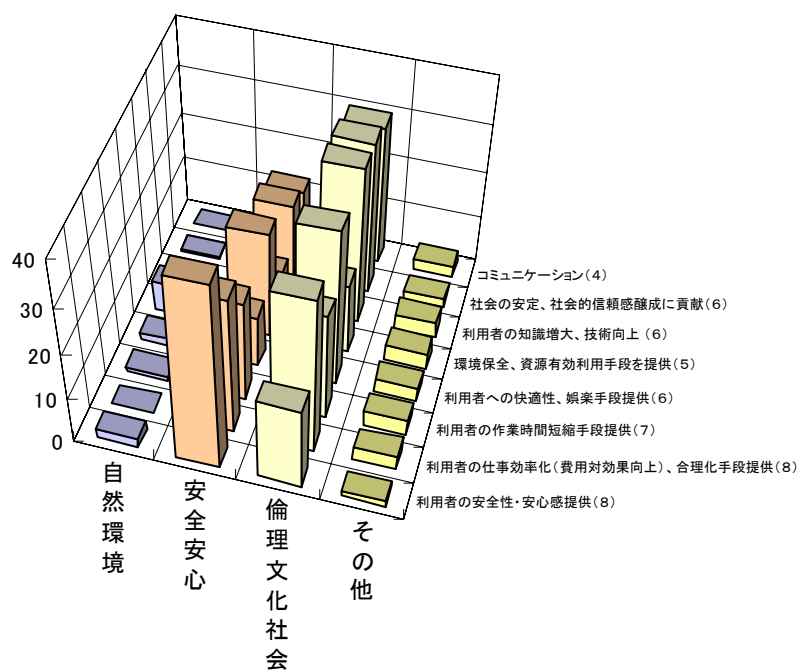 40
30
20
10
0
コミュニケーション(4)
社会の安定、社会的信頼感醸成に貢献(6)
利用者の知識増大、技術向上 (6)
環境保全、資源有効利用手段を提供(5)
利用者への快適性、娯楽手段提供(6)
利用者の作業時間短縮手段提供(7)
利用者の仕事効率化(費用対効果向上)、合理化手段提供(8)
利用者の安全性・安心感提供(8)
自然環境
安全安心
倫理文化社会
その他